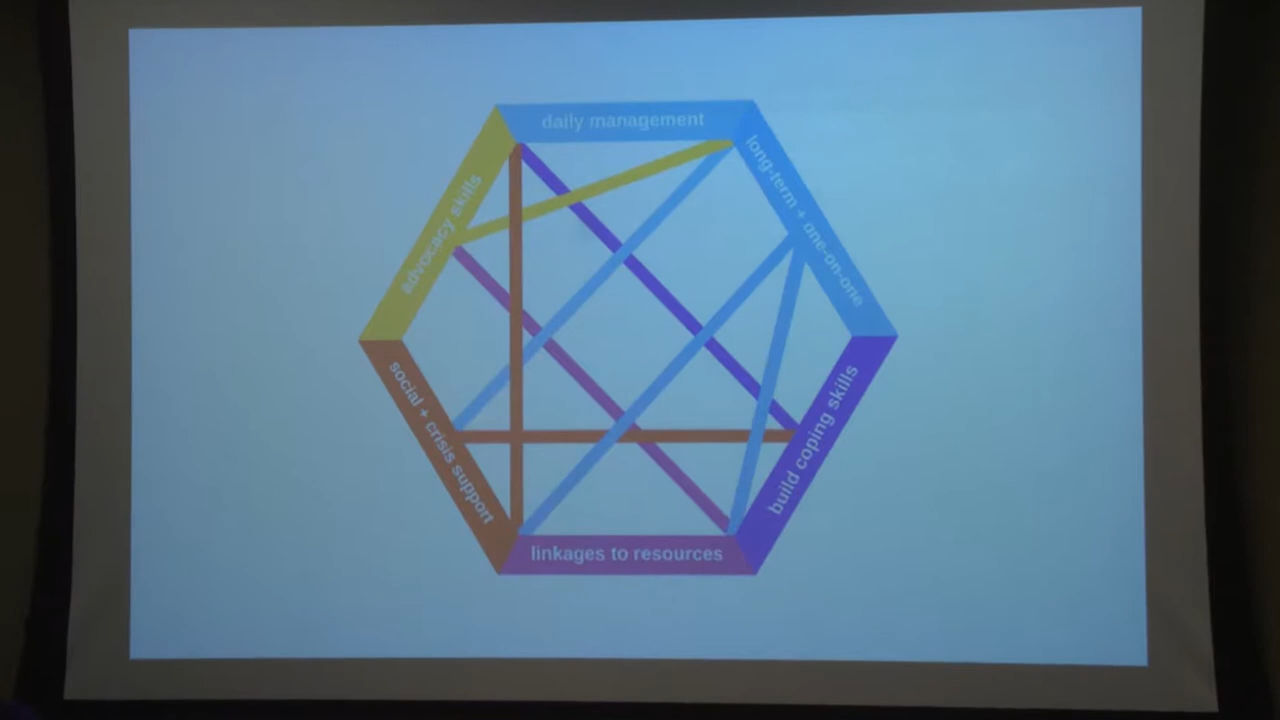 daily management
long-term + one-on-one
advocacy skills
social + crisis support
build coping skills
linkages to resources